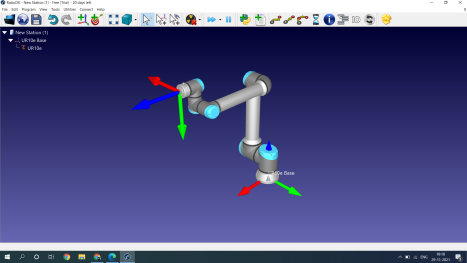 RoboDK - New Station (1) - Free (Trial) - 20 days left
File Edit Program View Tools Utilities Connect Help
New Station (1)
UR10e Base
UR10e
10e Base